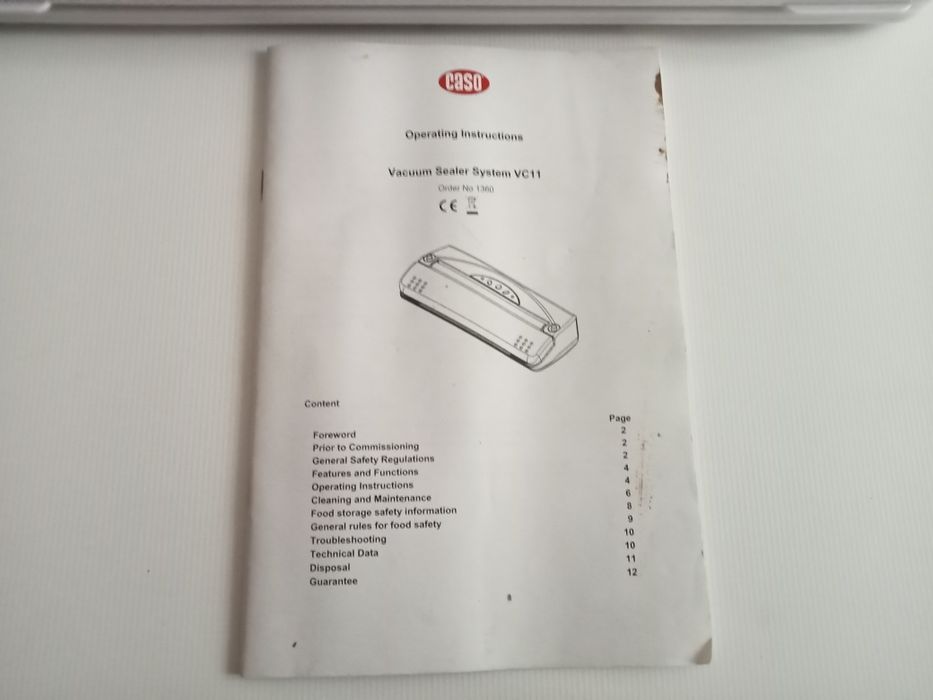 caso
Operating Instructions
Vacuum Sealer System VC11
Order No 1360
CE
Content
Page
Foreword 2
Prior to Commissioning 2
General Safety Regulations 2
Features and Functions 4
Operating Instructions 4
Cleaning and Maintenance 6
Food storage safety information 8
General rules for food safety 9
Troubleshooting 10
Technical Data 10
Disposal 11
Guarantee 12